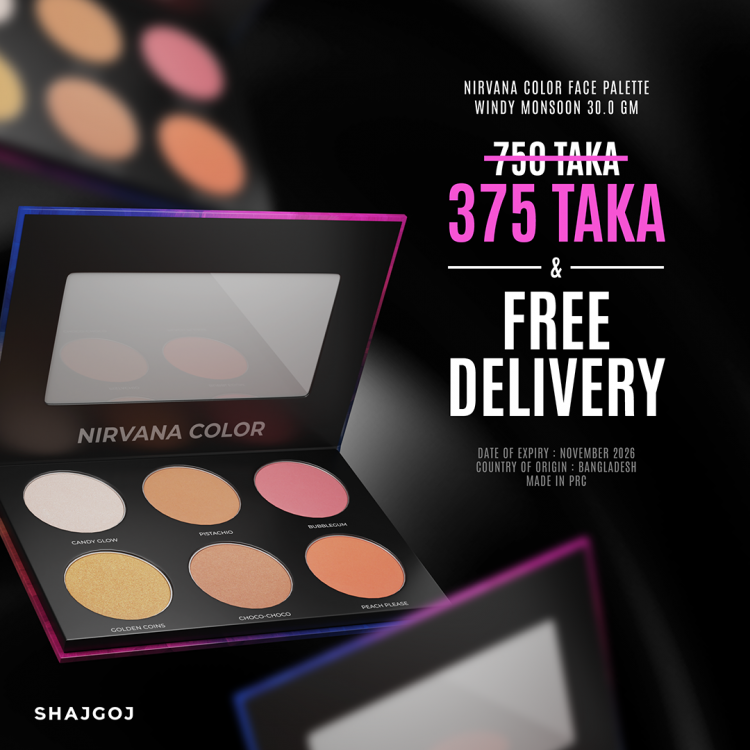 NIRVANA COLOR FACE PALETTE
WINDY MONSOON 30.0 GM
750 TAKA
375 TAKA
&
FREE
DELIVERY
DATE OF EXPIRY : NOVEMBER 2026
COUNTRY OF ORIGIN : BANGLADESH
MADE IN PRC
NIRVANA COLOR
CANDY GLOW
PISTACHIO
BUBBLEGUM
GOLDEN COINS
CHOCO-CHOCO
PEACH PLEASE
SHAJGOJ